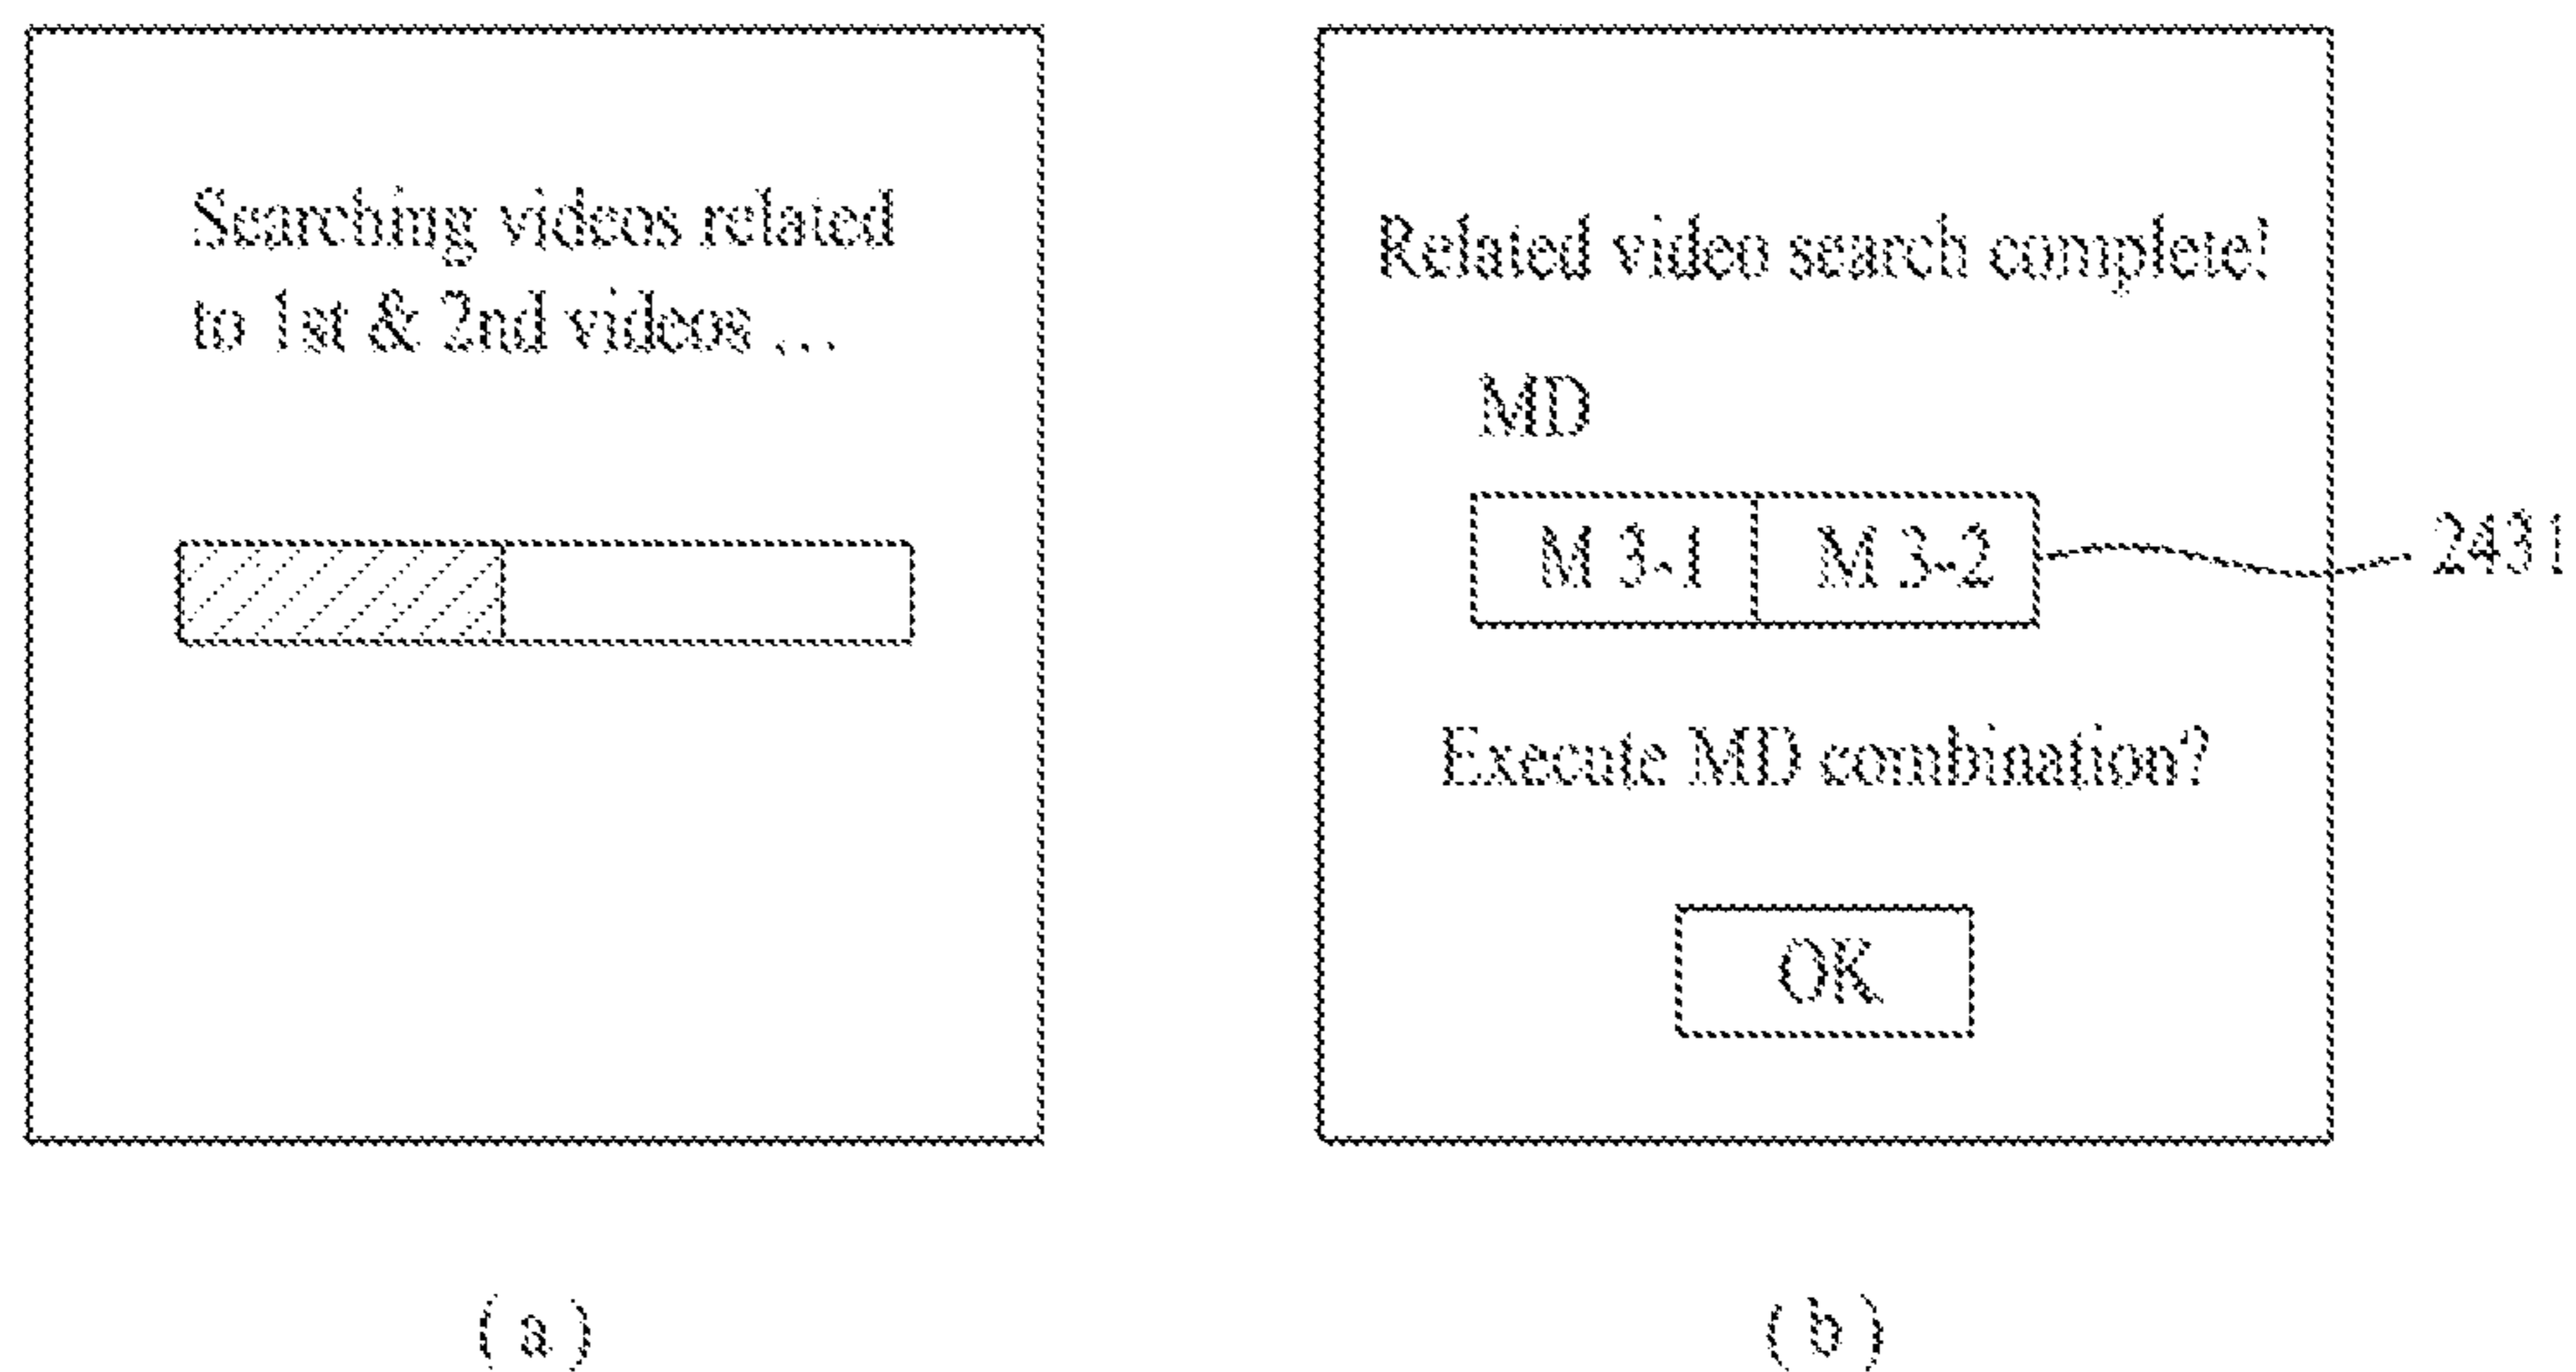 Searching videos related
to 1st & 2nd videos ...
(a)
Related video search complete!
MD
M 3-1 M 3-2
2431
Execute MD combination?
OK
(b)